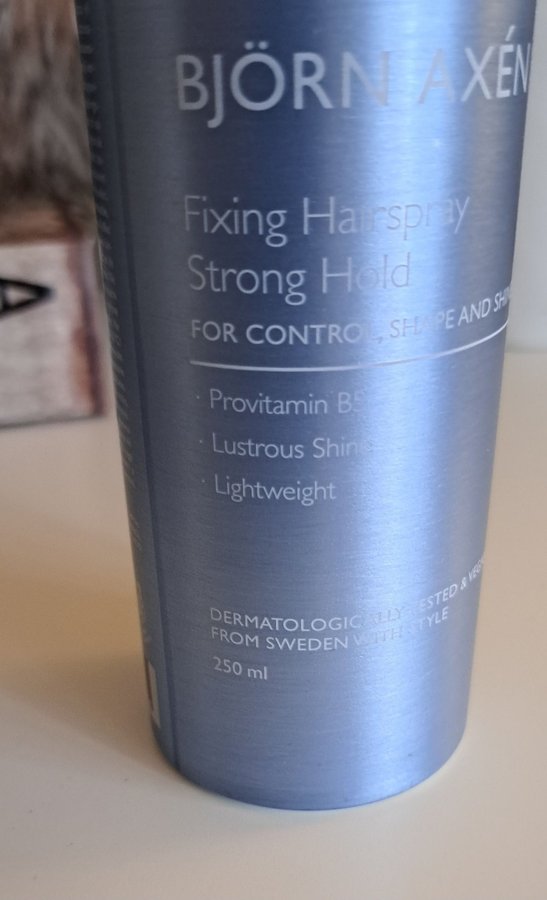 BJÖRN AXÉN
Fixing Hairspray
Strong Hold
FOR CONTROL, SHAPE AND
· Provitamin B5
· Lustrous Shine
· Lightweight
DERMATOLOGICALLY TESTED &
FROM SWEDEN WITH STYLE
250 ml